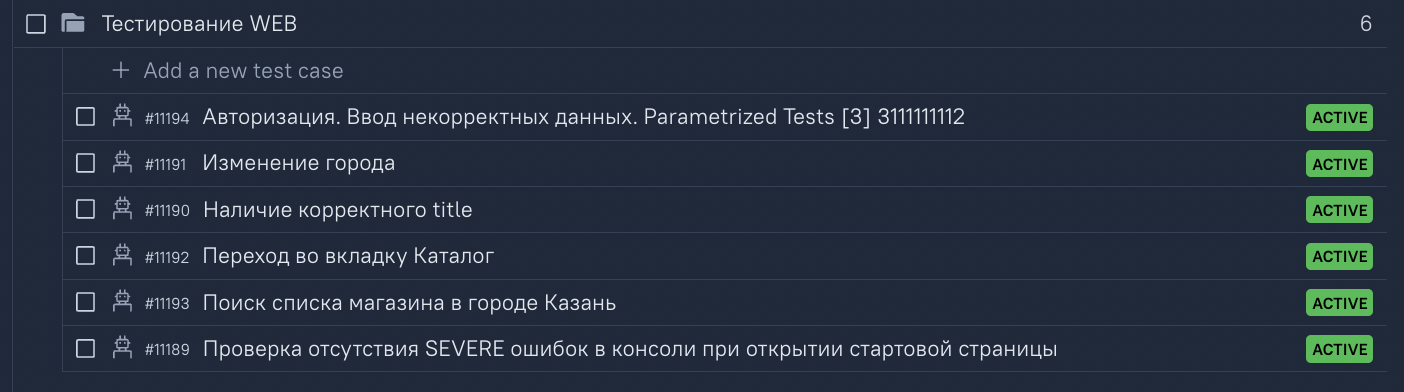 Тестирование WEB 6
+ Add a new test case
#11194 Авторизация. Ввод некорректных данных. Parametrized Tests [3] 3111111112 ACTIVE
#11191 Изменение города ACTIVE
#11190 Наличие корректного title ACTIVE
#11192 Переход во вкладку Каталог ACTIVE
#11193 Поиск списка магазина в городе Казань ACTIVE
#11189 Проверка отсутствия SEVERE ошибок в консоли при открытии стартовой страницы ACTIVE